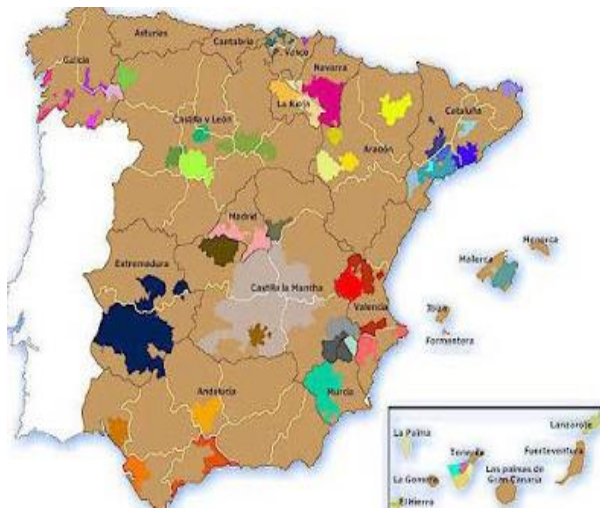 Asturias
Cantabria
P. Vasco
Galicia
Navarra
La Rioja
Cataluña
Castilla y León
Aragón
Madrid
Menorca
Mallorca
Extremadura
Castilla la Mancha
Ibiza
Valencia
Formentera
Murcia
Andalucia
Lanzarote
La Palma
Tenerife
Fuerteventura
La Gomera
Las palmas de
Gran Canaria
El Hierro